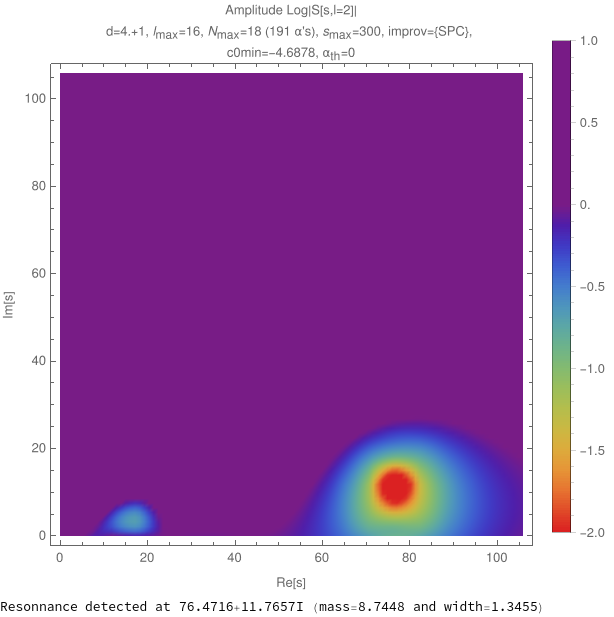 Amplitude Log|S[s,l=2]|
d=4.+1, lmax=16, Nmax=18 (191 α's), smax=300, improv={SPC},
c0min=−4.6878, αth=0
1.0
0.5
0.
−0.5
−1.0
−1.5
−2.0
100
80
60
40
20
0
Im[s]
0 20 40 60 80 100
Re[s]
Resonnance detected at 76.4716+11.7657I (mass=8.7448 and width=1.3455)